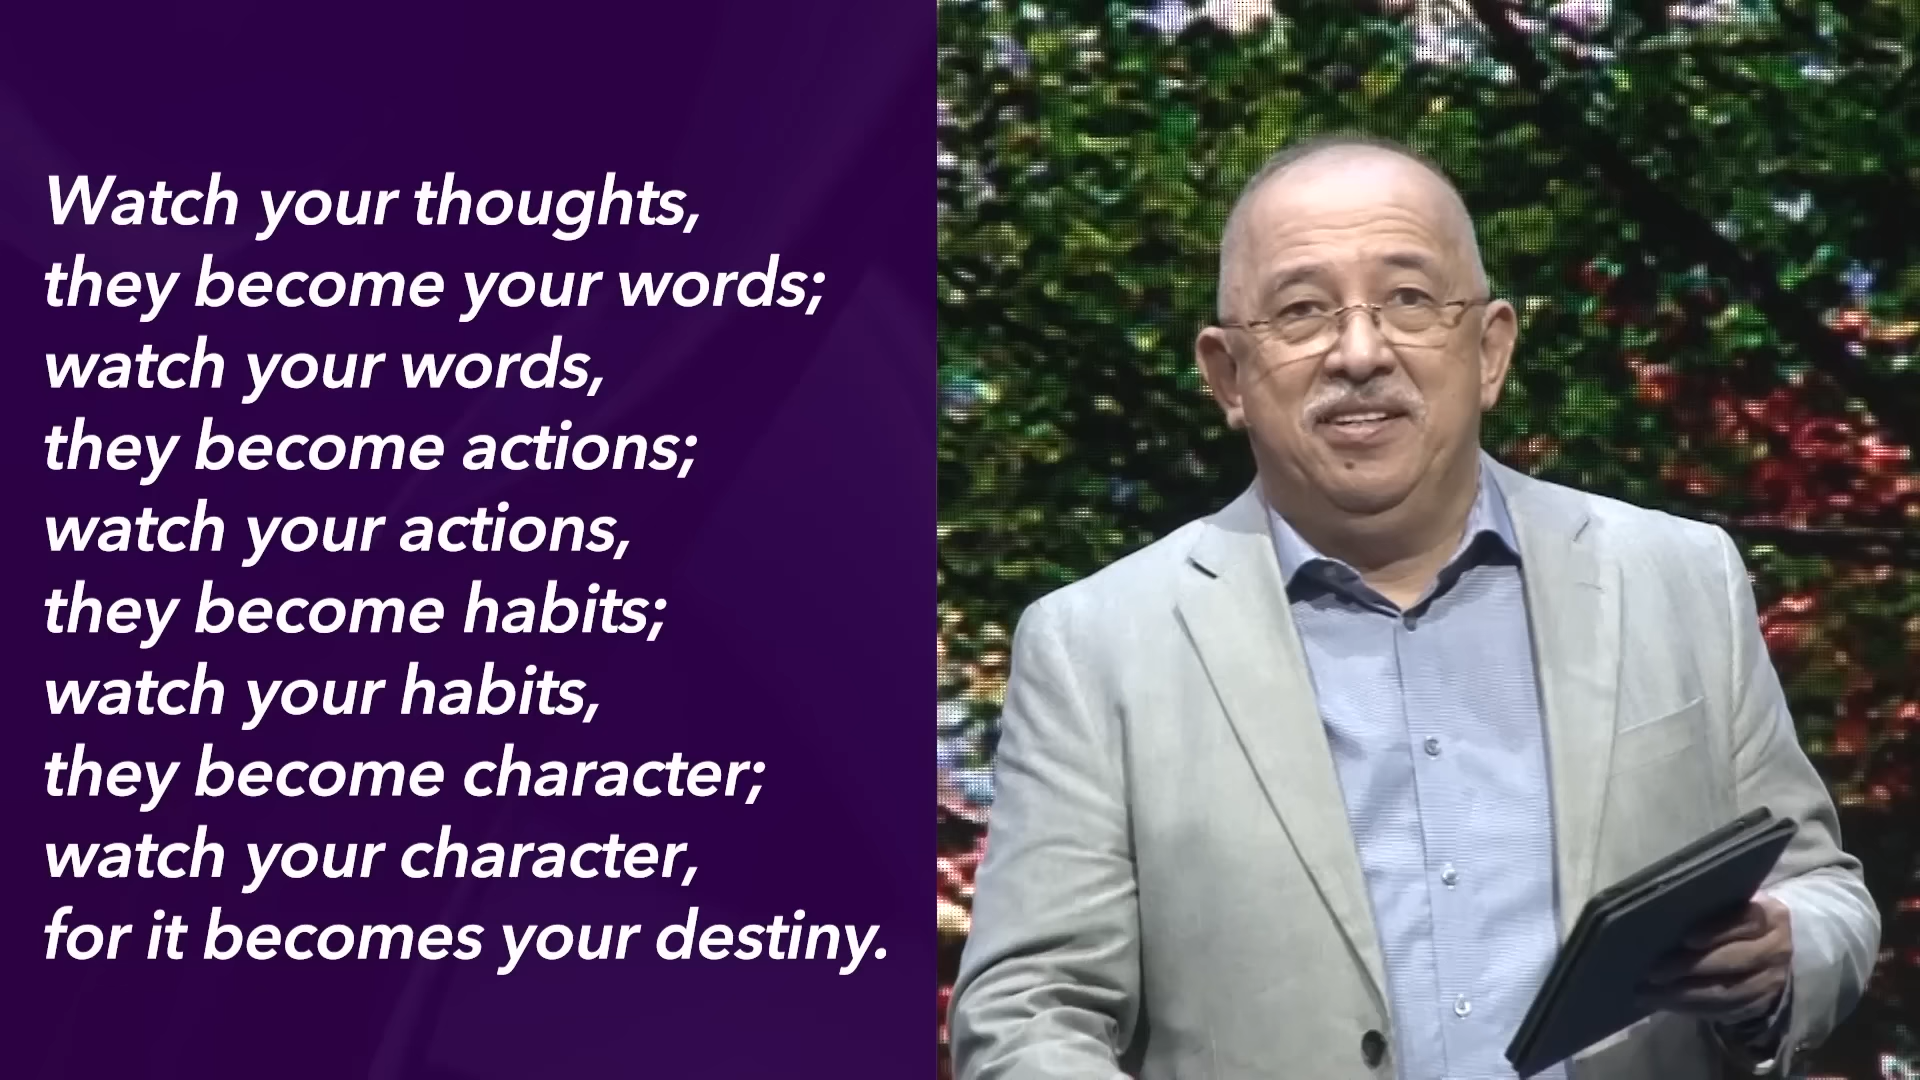 Watch your thoughts,
they become your words;
watch your words,
they become actions;
watch your actions,
they become habits;
watch your habits,
they become character;
watch your character,
for it becomes your destiny.